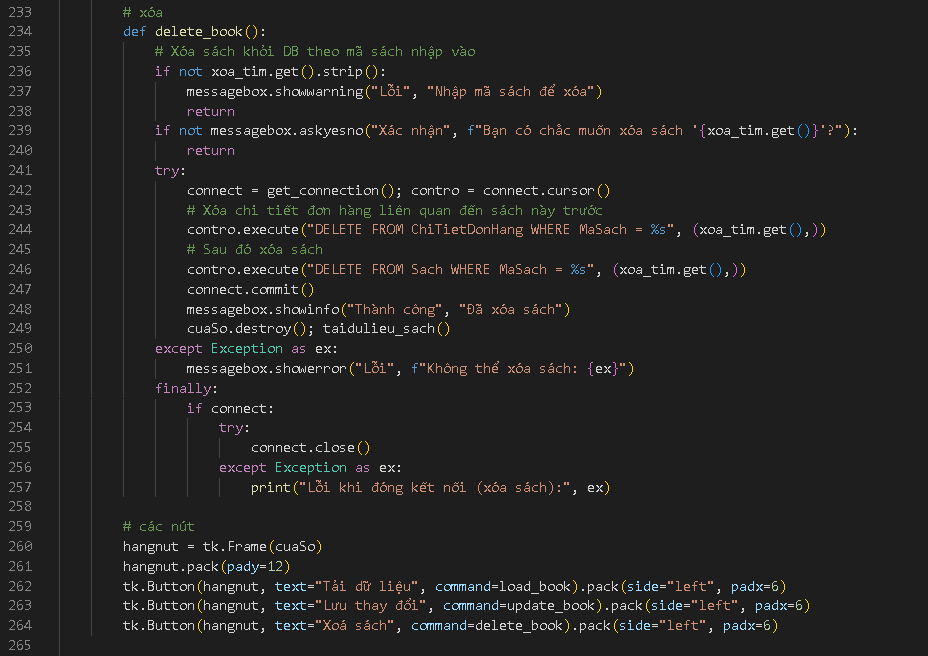 233 # xóa
234 def delete_book():
235 # Xóa sách khỏi DB theo mã sách nhập vào
236 if not xoa_tim.get().strip():
237 messagebox.showwarning("Lỗi", "Nhập mã sách để xóa")
238 return
239 if not messagebox.askyesno("Xác nhận", f"Bạn có chắc muốn xóa sách '{xoa_tim.get()}'?"):
240 return
241 try:
242 connect = get_connection(); contro = connect.cursor()
243 # Xóa chi tiết đơn hàng liên quan đến sách này trước
244 contro.execute("DELETE FROM ChiTietDonHang WHERE MaSach = %s", (xoa_tim.get(),))
245 # Sau đó xóa sách
246 contro.execute("DELETE FROM Sach WHERE MaSach = %s", (xoa_tim.get(),))
247 connect.commit()
248 messagebox.showinfo("Thành công", "Đã xóa sách")
249 cuaSo.destroy(); taidulieu_sach()
250 except Exception as ex:
251 messagebox.showerror("Lỗi", f"Không thể xóa sách: {ex}")
252 finally:
253 if connect:
254 try:
255 connect.close()
256 except Exception as ex:
257 print("Lỗi khi đóng kết nối (xóa sách):", ex)
258
259 # các nút
260 hangnut = tk.Frame(cuaSo)
261 hangnut.pack(pady=12)
262 tk.Button(hangnut, text="Tải dữ liệu", command=load_book).pack(side="left", padx=6)
263 tk.Button(hangnut, text="Lưu thay đổi", command=update_book).pack(side="left", padx=6)
264 tk.Button(hangnut, text="Xoá sách", command=delete_book).pack(side="left", padx=6)
265